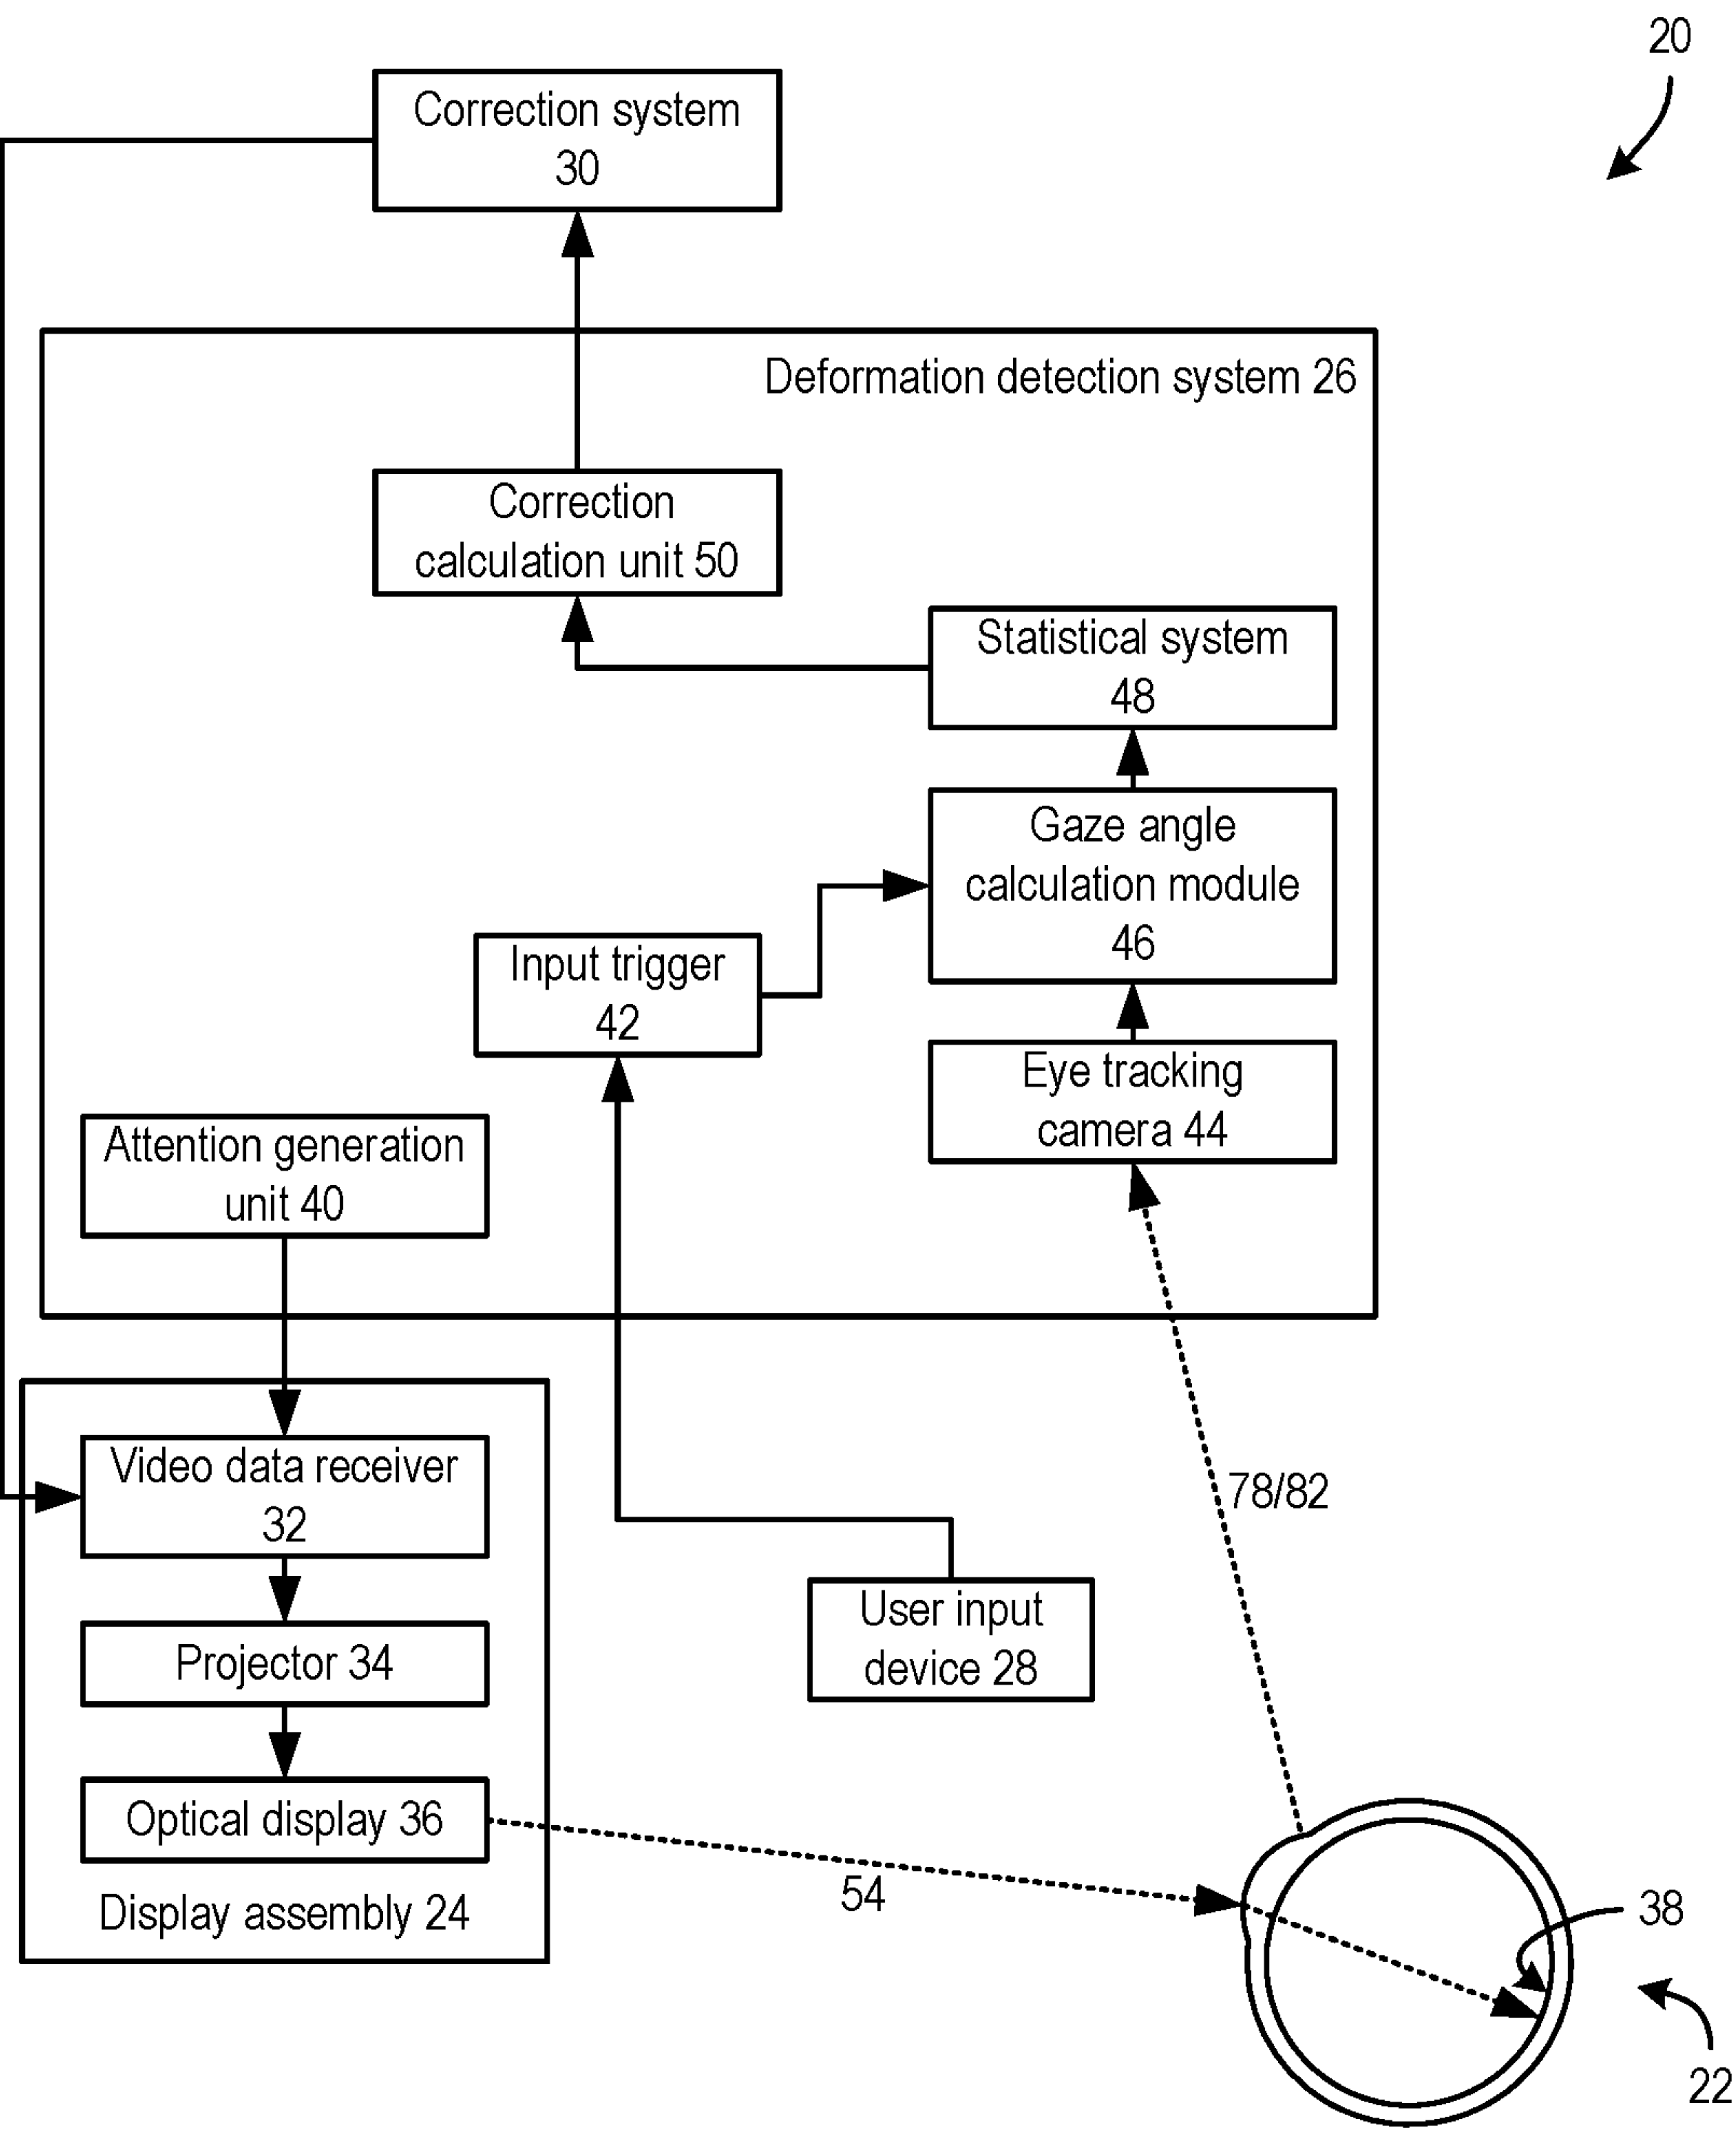 20
Correction system
30
Deformation detection system 26
Correction
calculation unit 50
Statistical system
48
Gaze angle
calculation module
46
Input trigger
42
Eye tracking
camera 44
Attention generation
unit 40
Video data receiver
32
78/82
User input
device 28
Projector 34
Optical display 36
54
Display assembly 24
38
22